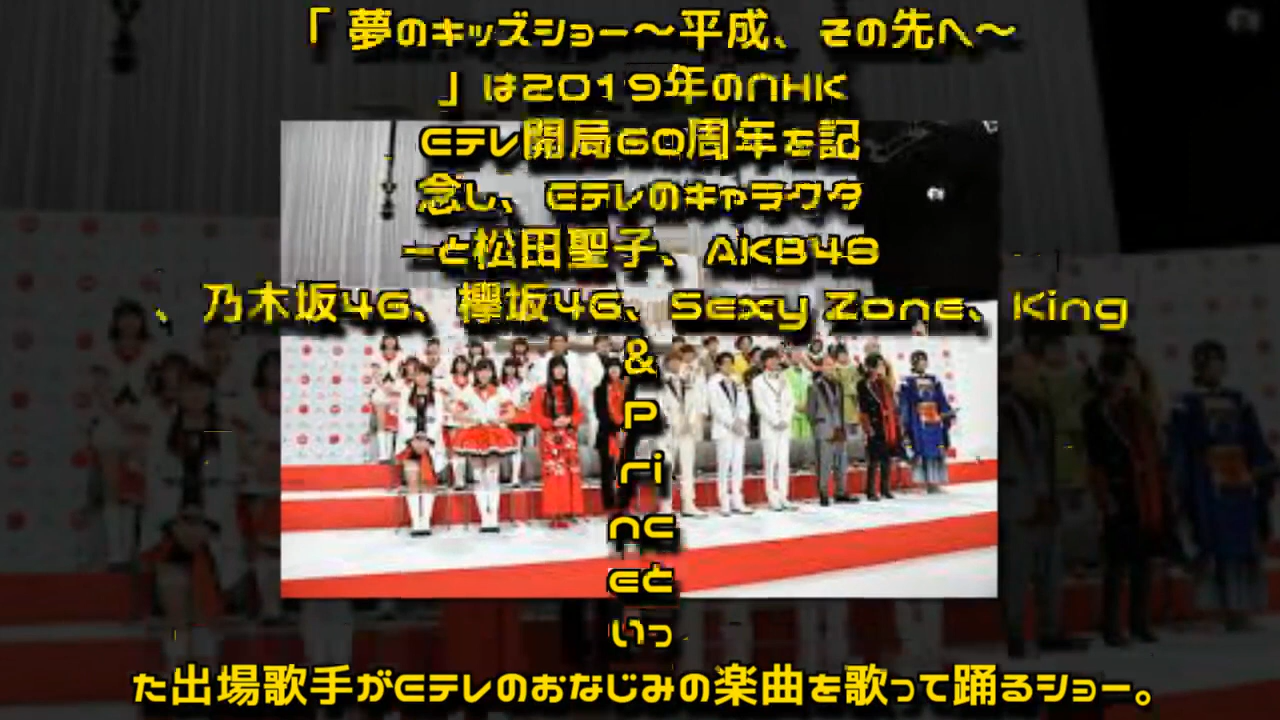 「 夢のキッズショー〜平成、その先へ〜
」は2019年のNHK
Eテレ開局60周年を記
念し、Eテレのキャラクタ
ーと松田聖子、AKB48
、乃木坂46、欅坂46、Sexy Zone、King
&
P
ri
nc
eと
いっ
た出場歌手がEテレのおなじみの楽曲を歌って踊るショー。